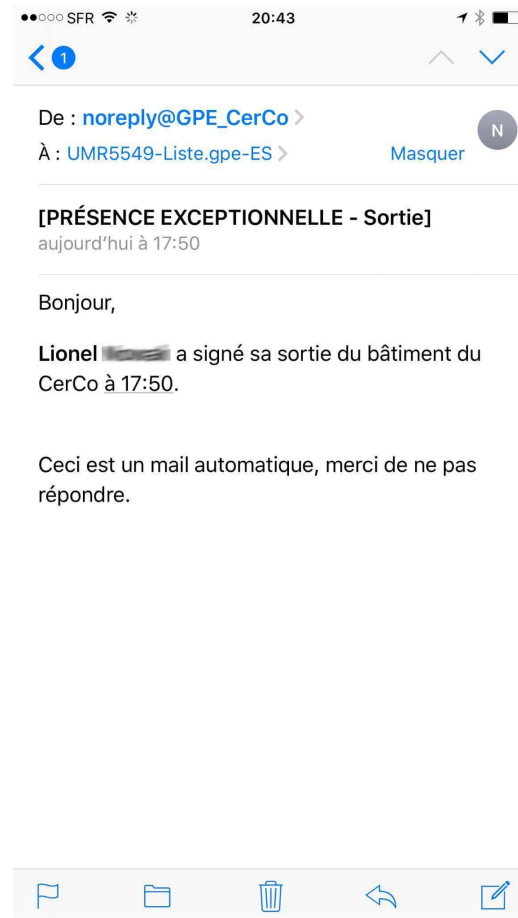 SFR 20:43
1
De : noreply@GPE_CerCo
N
À : UMR5549-Liste.gpe-ES Masquer
[PRÉSENCE EXCEPTIONNELLE - Sortie]
aujourd'hui à 17:50
Bonjour,
Lionel a signé sa sortie du bâtiment du
CerCo à 17:50.
Ceci est un mail automatique, merci de ne pas
répondre.